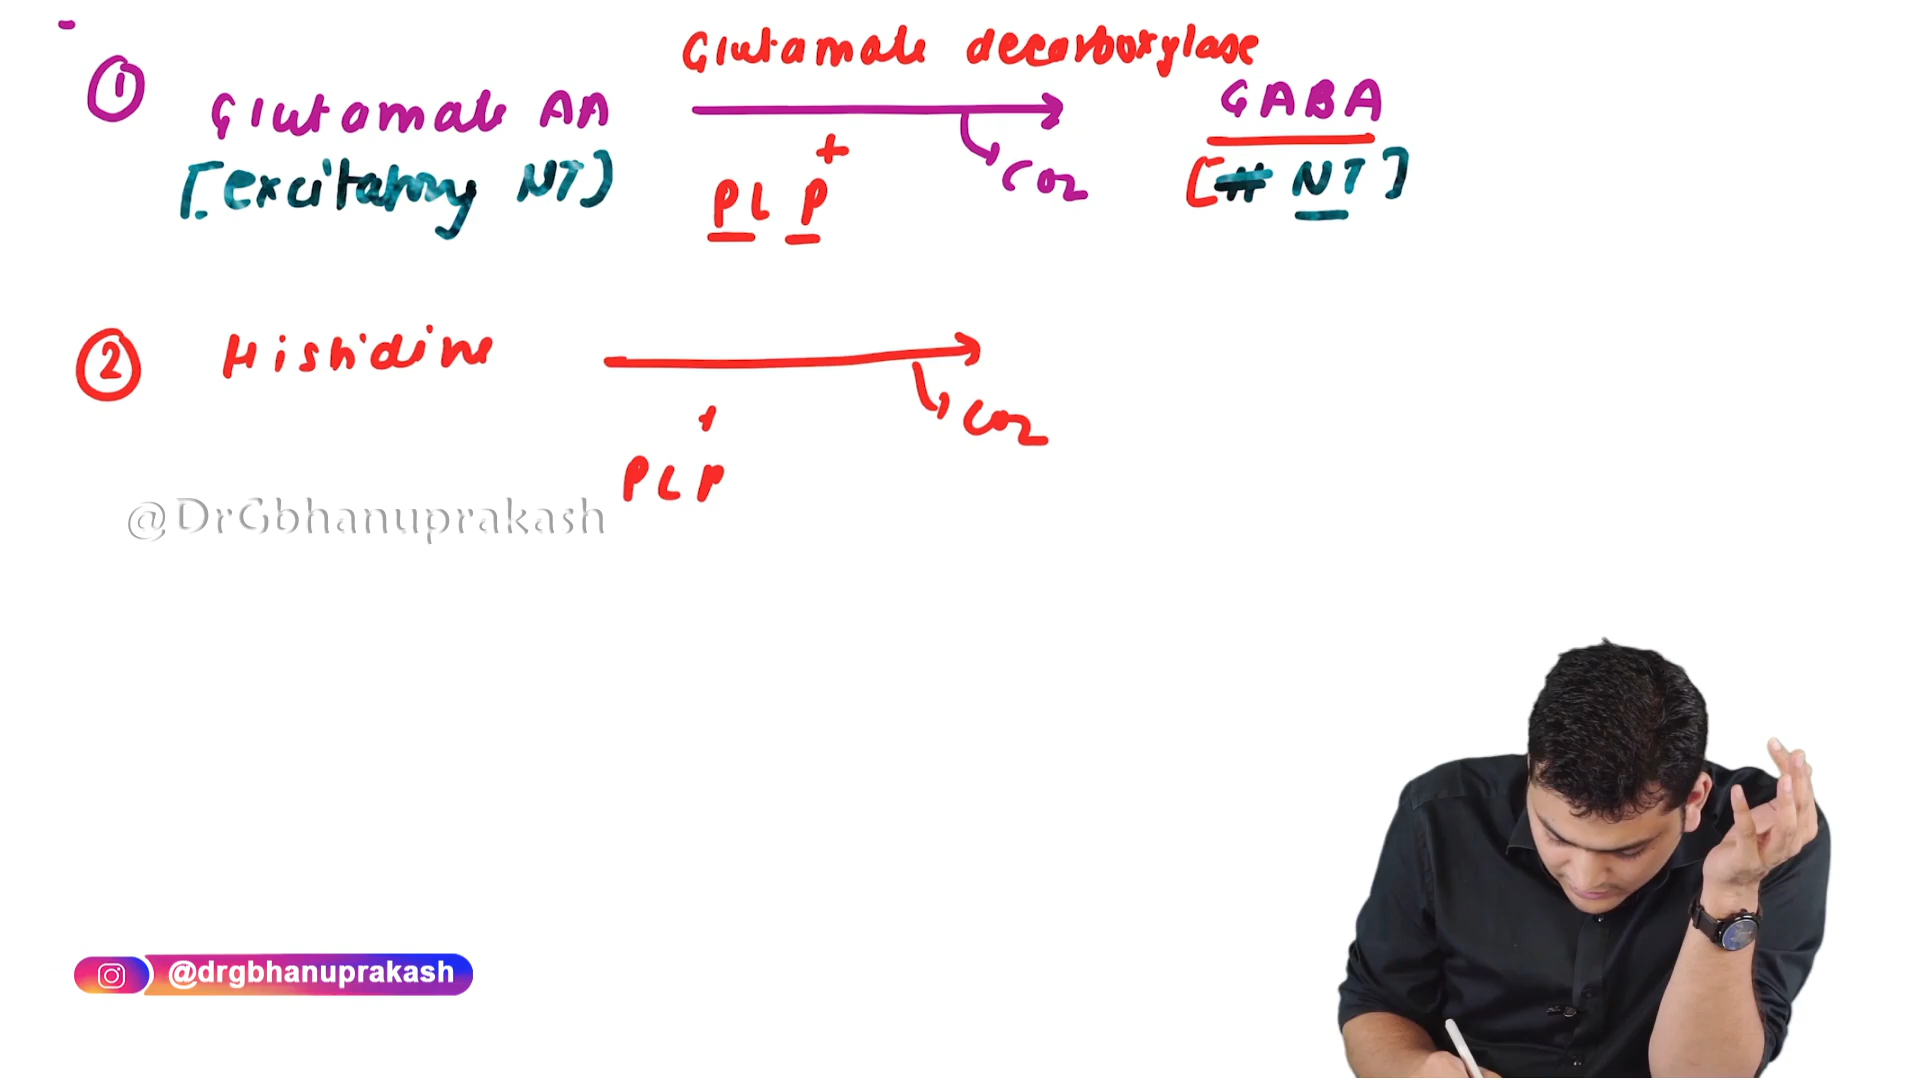 ① Glutamate AA
Glutamate decarboxylase
GABA
[excitatory NT]
+
PLP
CO2
[# NT]
② Histidine
+
PLP
CO2
@DrGbhanuprakash
@drgbhanuprakash